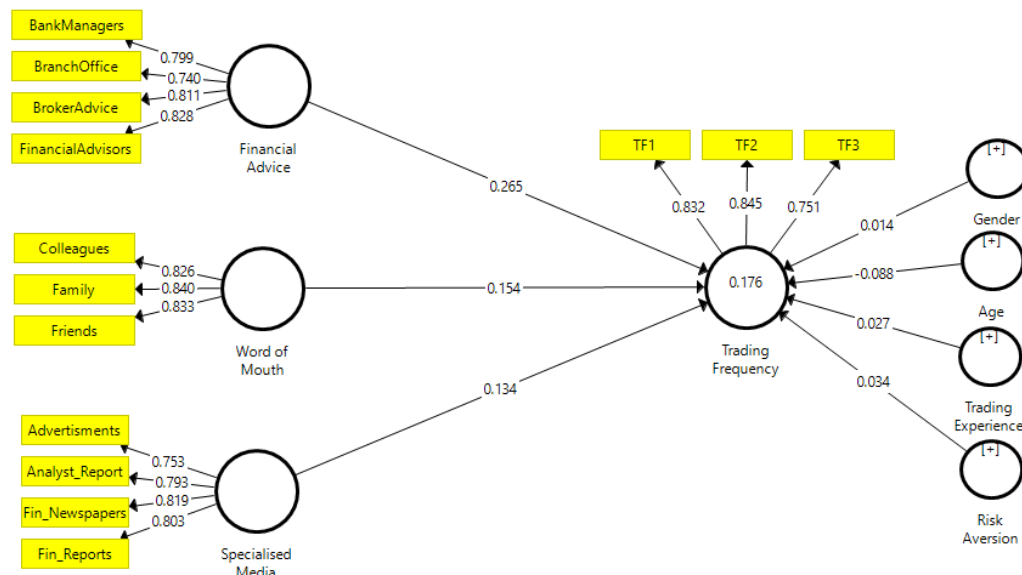 BankManagers
BranchOffice
BrokerAdvice
FinancialAdvisors
0.799
0.740
0.811
0.828
Financial
Advice
0.265
Colleagues
Family
Friends
0.826
0.840
0.833
Word of
Mouth
0.154
Advertisments
Analyst_Report
Fin_Newspapers
Fin_Reports
0.753
0.793
0.819
0.803
Specialised
Media
0.134
TF1
TF2
TF3
0.832
0.845
0.751
0.176
Trading
Frequency
[+]
Gender
0.014
[+]
Age
-0.088
[+]
Trading
Experience
0.027
[+]
Risk
Aversion
0.034